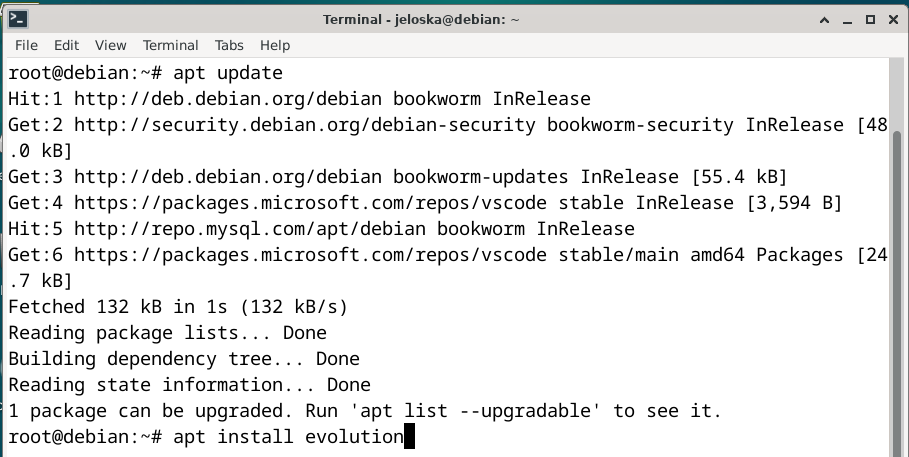 Terminal - jeloska@debian: ~
File Edit View Terminal Tabs Help
root@debian:~# apt update
Hit:1 http://deb.debian.org/debian bookworm InRelease
Get:2 http://security.debian.org/debian-security bookworm-security InRelease [48
.0 kB]
Get:3 http://deb.debian.org/debian bookworm-updates InRelease [55.4 kB]
Get:4 https://packages.microsoft.com/repos/vscode stable InRelease [3,594 B]
Hit:5 http://repo.mysql.com/apt/debian bookworm InRelease
Get:6 https://packages.microsoft.com/repos/vscode stable/main amd64 Packages [24
.7 kB]
Fetched 132 kB in 1s (132 kB/s)
Reading package lists... Done
Building dependency tree... Done
Reading state information... Done
1 package can be upgraded. Run 'apt list --upgradable' to see it.
root@debian:~# apt install evolution